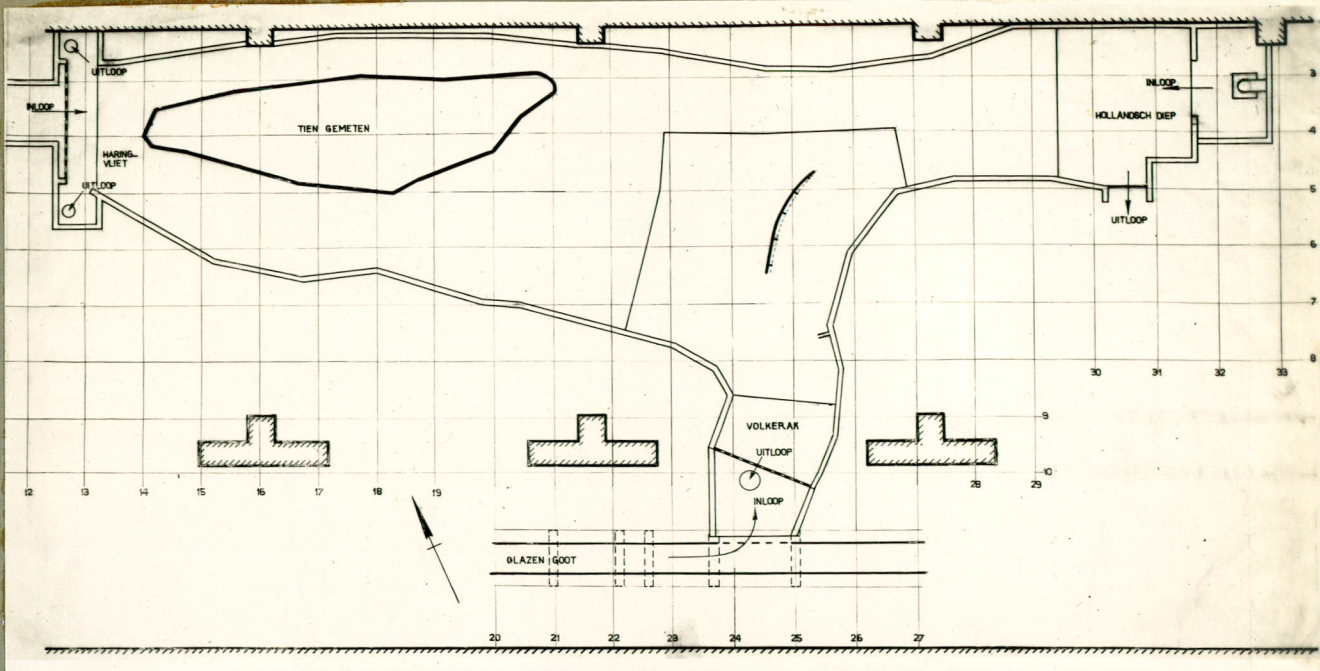 UITLOOP
INLOOP
HARING-
VLIET
UITLOOP
TIEN GEMETEN
INLOOP
HOLLANDSCH DIEP
UITLOOP
3
4
5
6
7
8
30 31 32 33
9
10
28 29
VOLKERAK
UITLOOP
INLOOP
12 13 14 15 16 17 18 19
GLAZEN GOOT
20 21 22 23 24 25 26 27